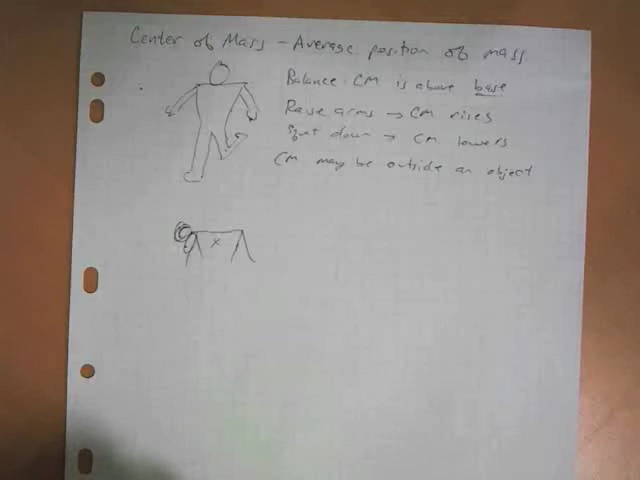 Center of Mass - Average position of mass
Balance: CM is above base
Raise arms → CM rises
Squat down → CM lowers
CM may be outside an object
x